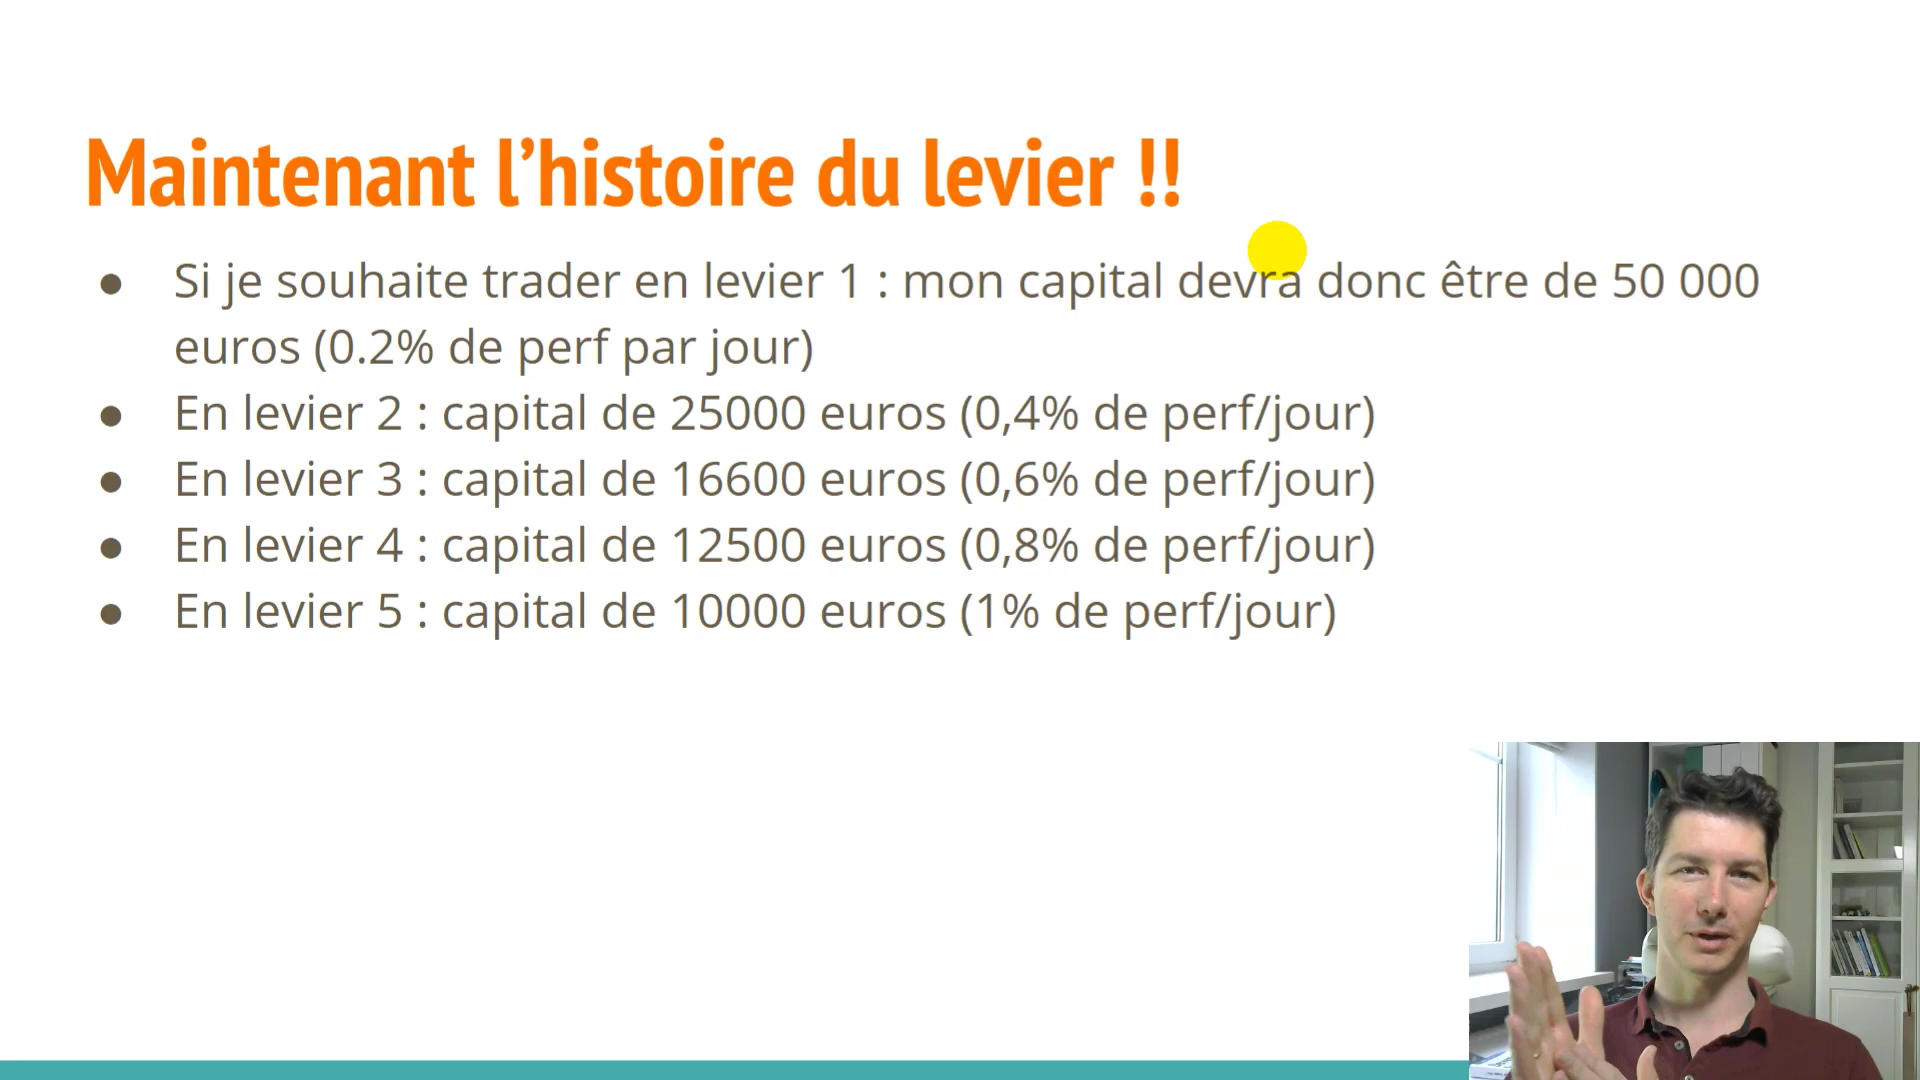 Maintenant l’histoire du levier !!
● Si je souhaite trader en levier 1 : mon capital devra donc être de 50 000
euros (0.2% de perf par jour)
● En levier 2 : capital de 25000 euros (0,4% de perf/jour)
● En levier 3 : capital de 16600 euros (0,6% de perf/jour)
● En levier 4 : capital de 12500 euros (0,8% de perf/jour)
● En levier 5 : capital de 10000 euros (1% de perf/jour)